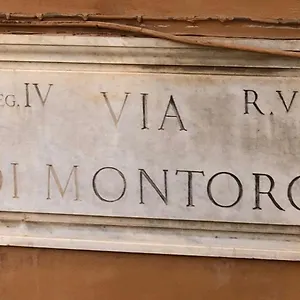 EG. IV VIA R. V
DI MONTORO